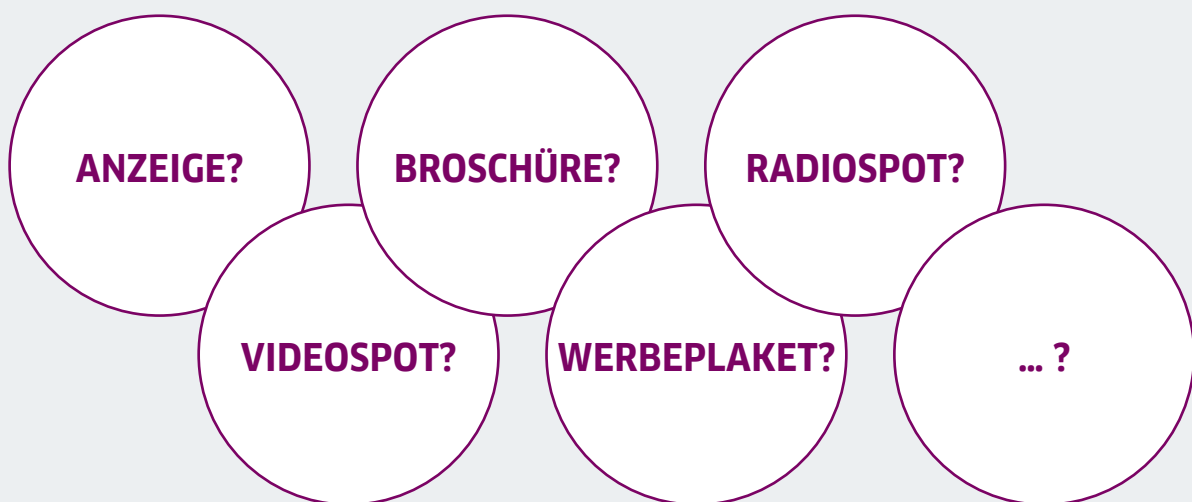 ANZEIGE?
BROSCHÜRE?
RADIOSPOT?
VIDEOSPOT?
WERBEPLAKET?
... ?